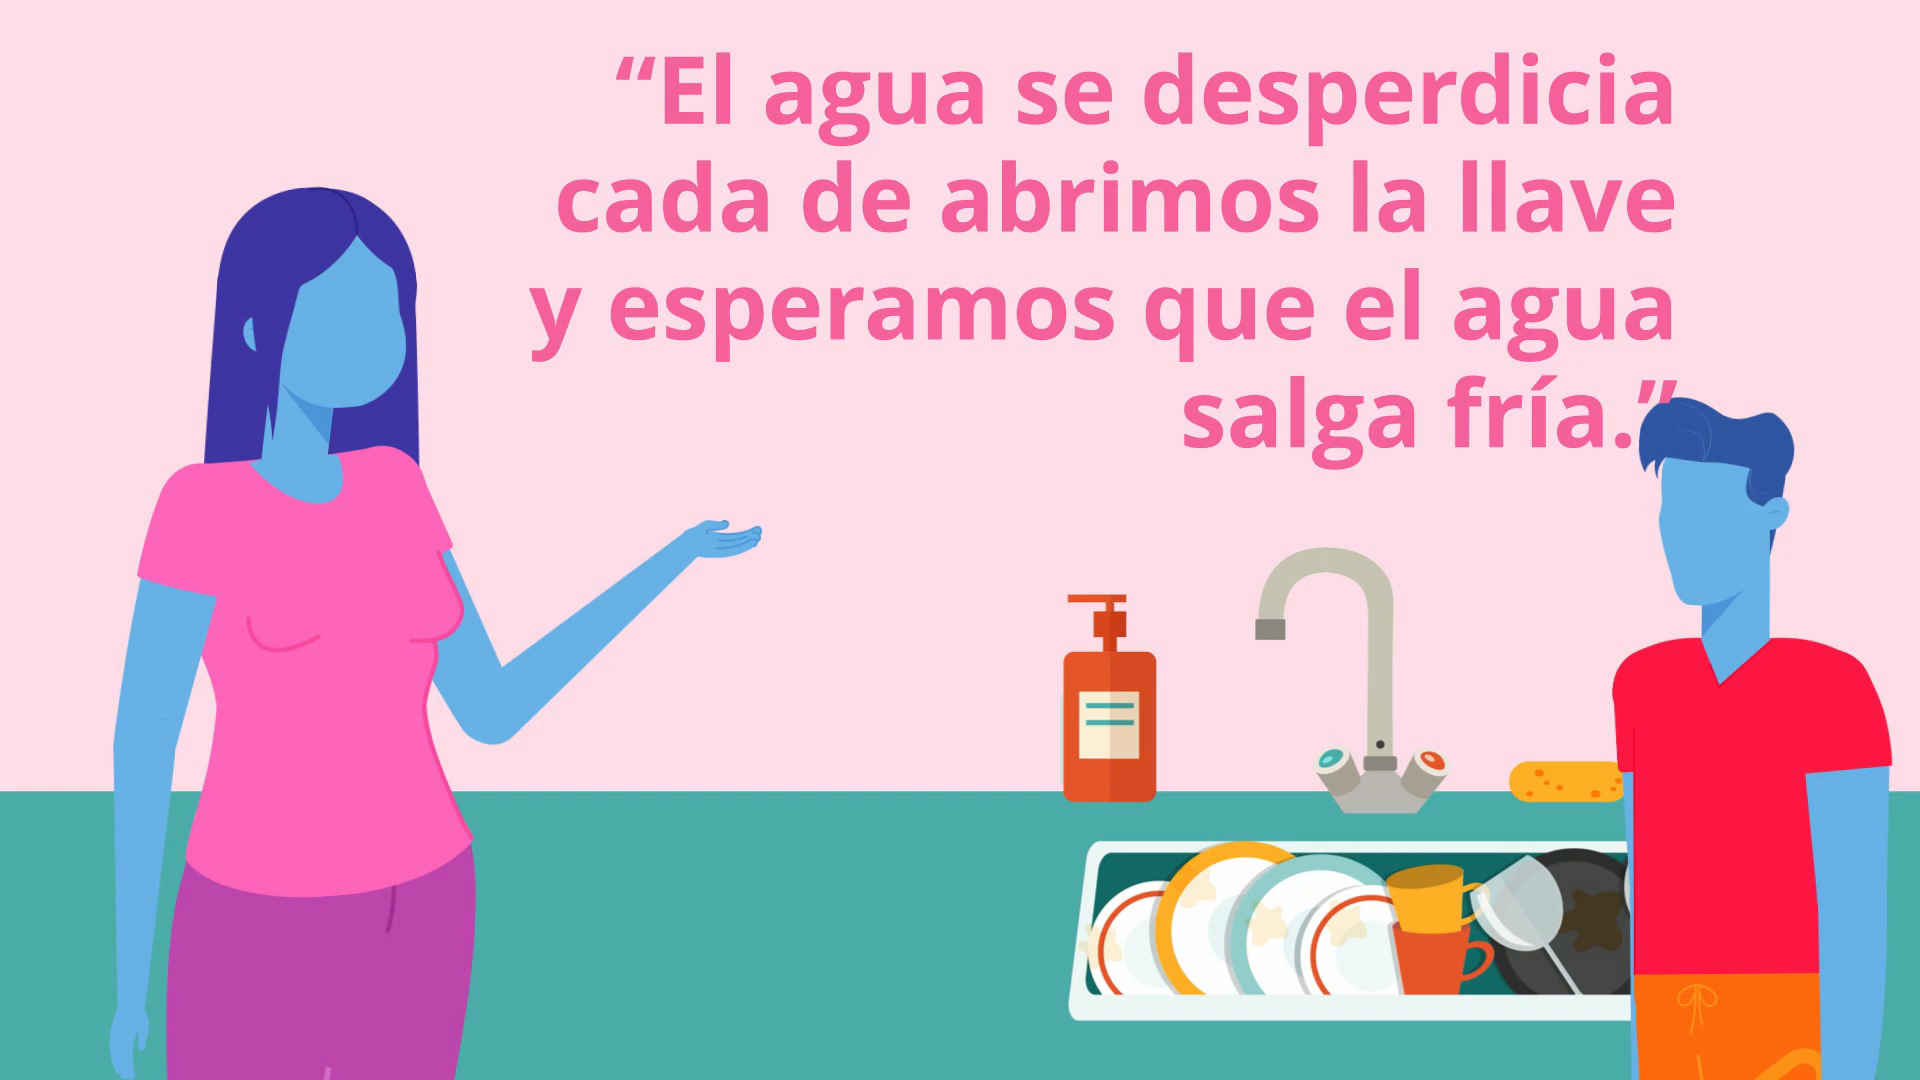 “El agua se desperdicia
cada de abrimos la llave
y esperamos que el agua
salga fría.”